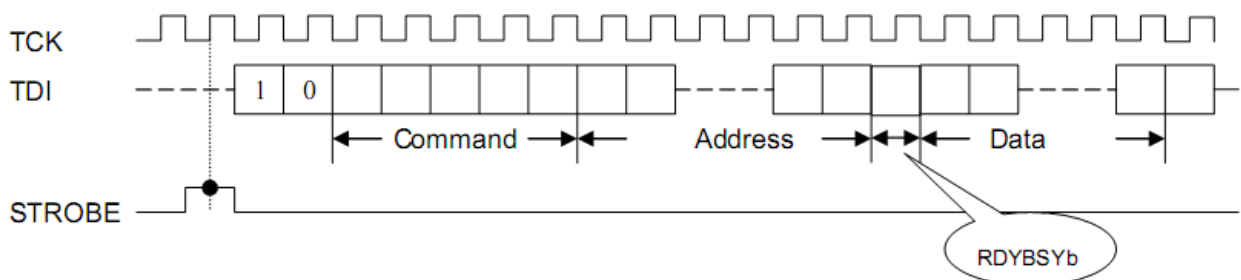 TCK
TDI
1 0
Command
Address
Data
STROBE
RDYBSYb